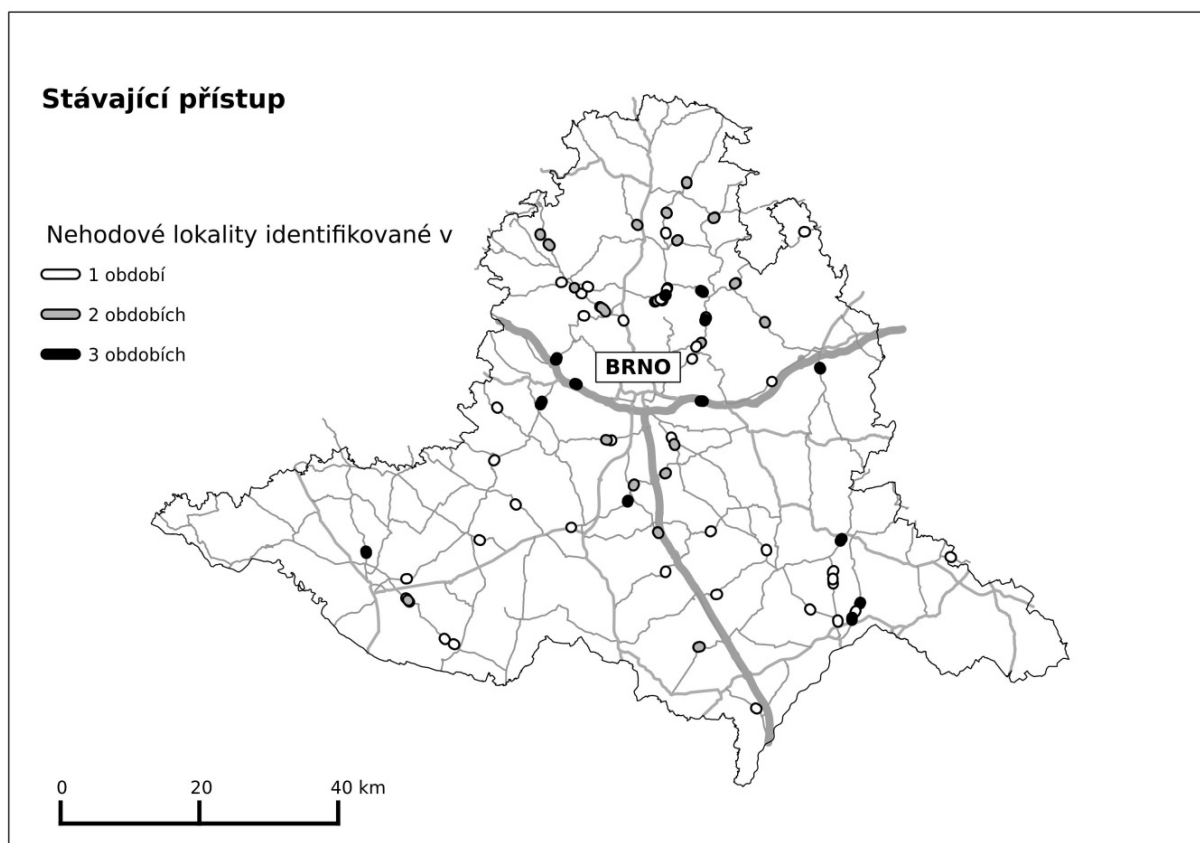 Stávající přístup
Nehodové lokality identifikované v
1 období
2 obdobích
3 obdobích
BRNO
0 20 40 km